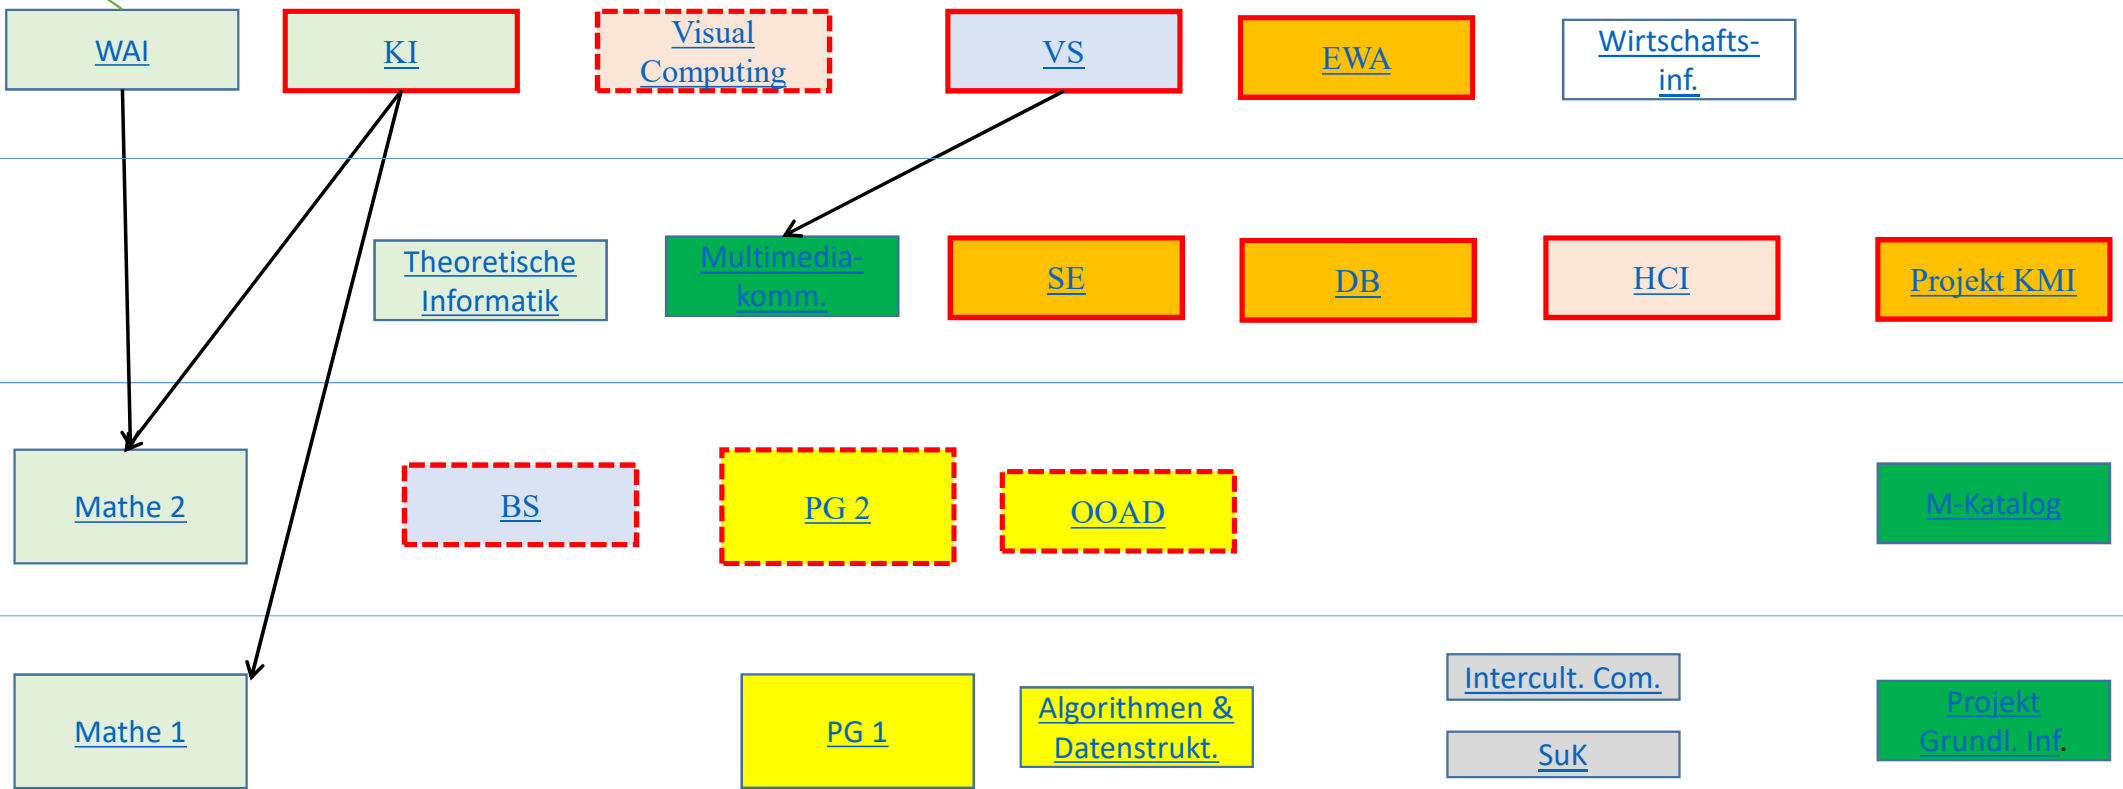 WAI
KI
Visual
Computing
VS
EWA
Wirtschafts-
inf.
Theoretische
Informatik
Multimedia-
komm.
SE
DB
HCI
Projekt KMI
Mathe 2
BS
PG 2
OOAD
M-Katalog
Mathe 1
PG 1
Algorithmen &
Datenstrukt.
Intercult. Com.
SuK
Projekt
Grundl. Inf.